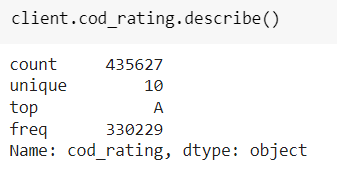 client.cod_rating.describe()
count 435627
unique 10
top A
freq 330229
Name: cod_rating, dtype: object